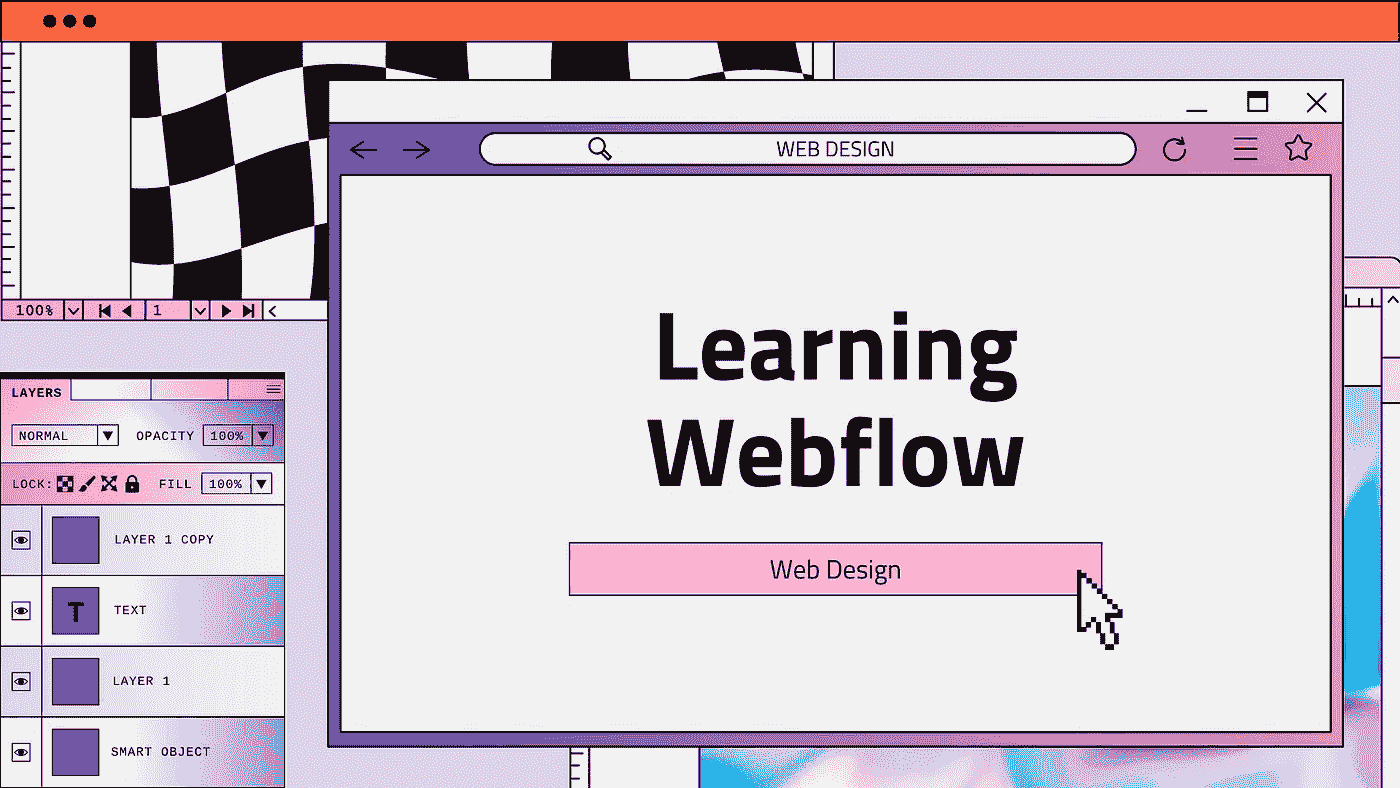 WEB DESIGN
Learning
Webflow
Web Design
100% 1
LAYERS
NORMAL OPACITY 100%
LOCK: FILL 100%
LAYER 1 COPY
T TEXT
LAYER 1
SMART OBJECT